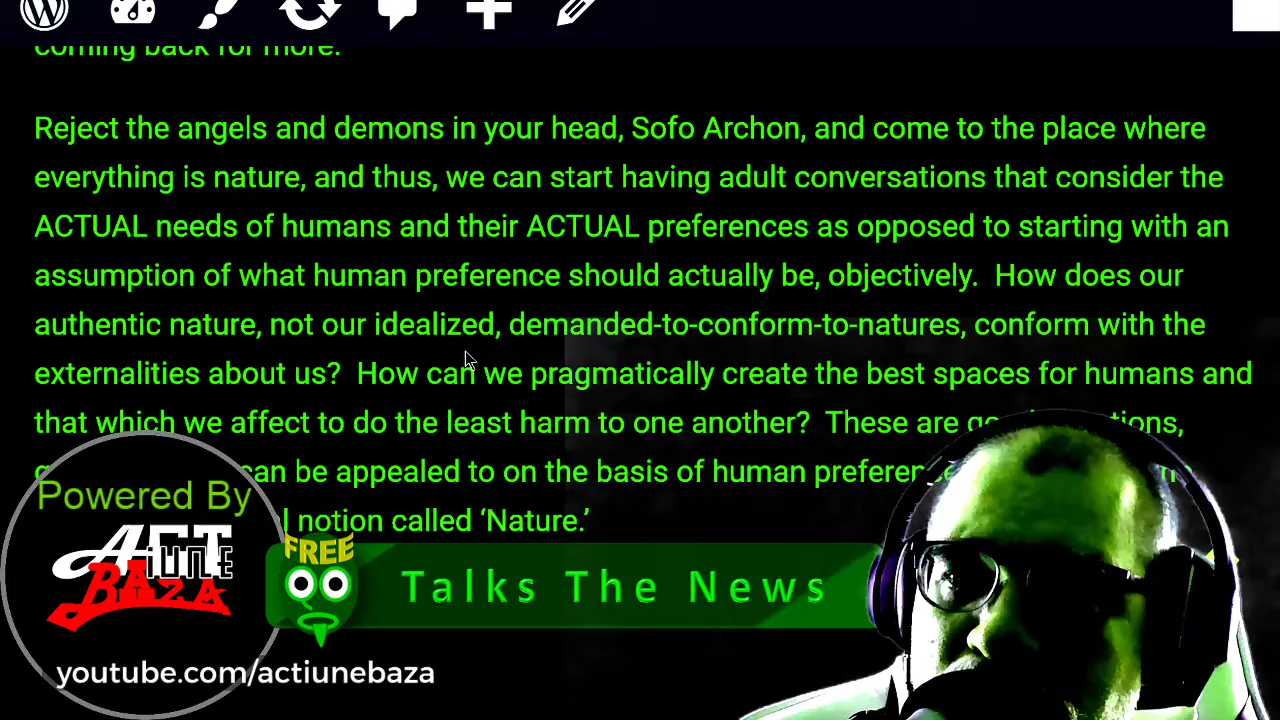 coming back for more.
Reject the angels and demons in your head, Sofo Archon, and come to the place where
everything is nature, and thus, we can start having adult conversations that consider the
ACTUAL needs of humans and their ACTUAL preferences as opposed to starting with an
assumption of what human preference should actually be, objectively.  How does our
authentic nature, not our idealized, demanded-to-conform-to-natures, conform with the
externalities about us?  How can we pragmatically create the best spaces for humans and
that which we affect to do the least harm to one another?  These are
can be appealed to on the basis of human
notion called ‘Nature.’
Powered By
ACTIUNE
BAZA
FREE
Talks The News
youtube.com/actiunebaza